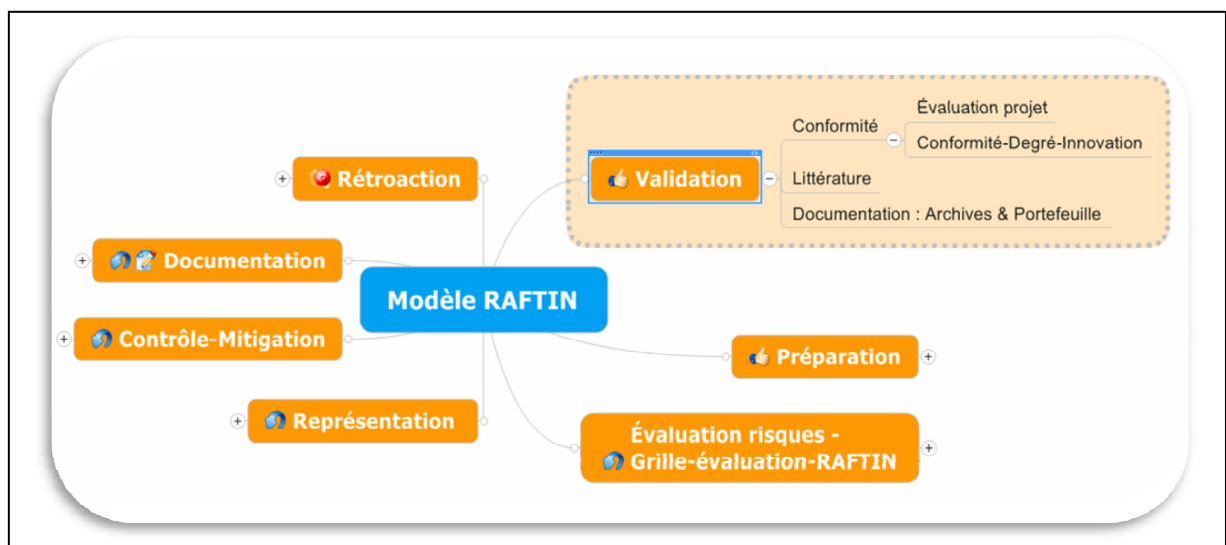 Modèle RAFTIN
Validation
Conformité
Évaluation projet
Conformité-Degré-Innovation
Littérature
Documentation : Archives & Portefeuille
Préparation
Évaluation risques -
Grille-évaluation-RAFTIN
Représentation
Contrôle-Mitigation
Documentation
Rétroaction